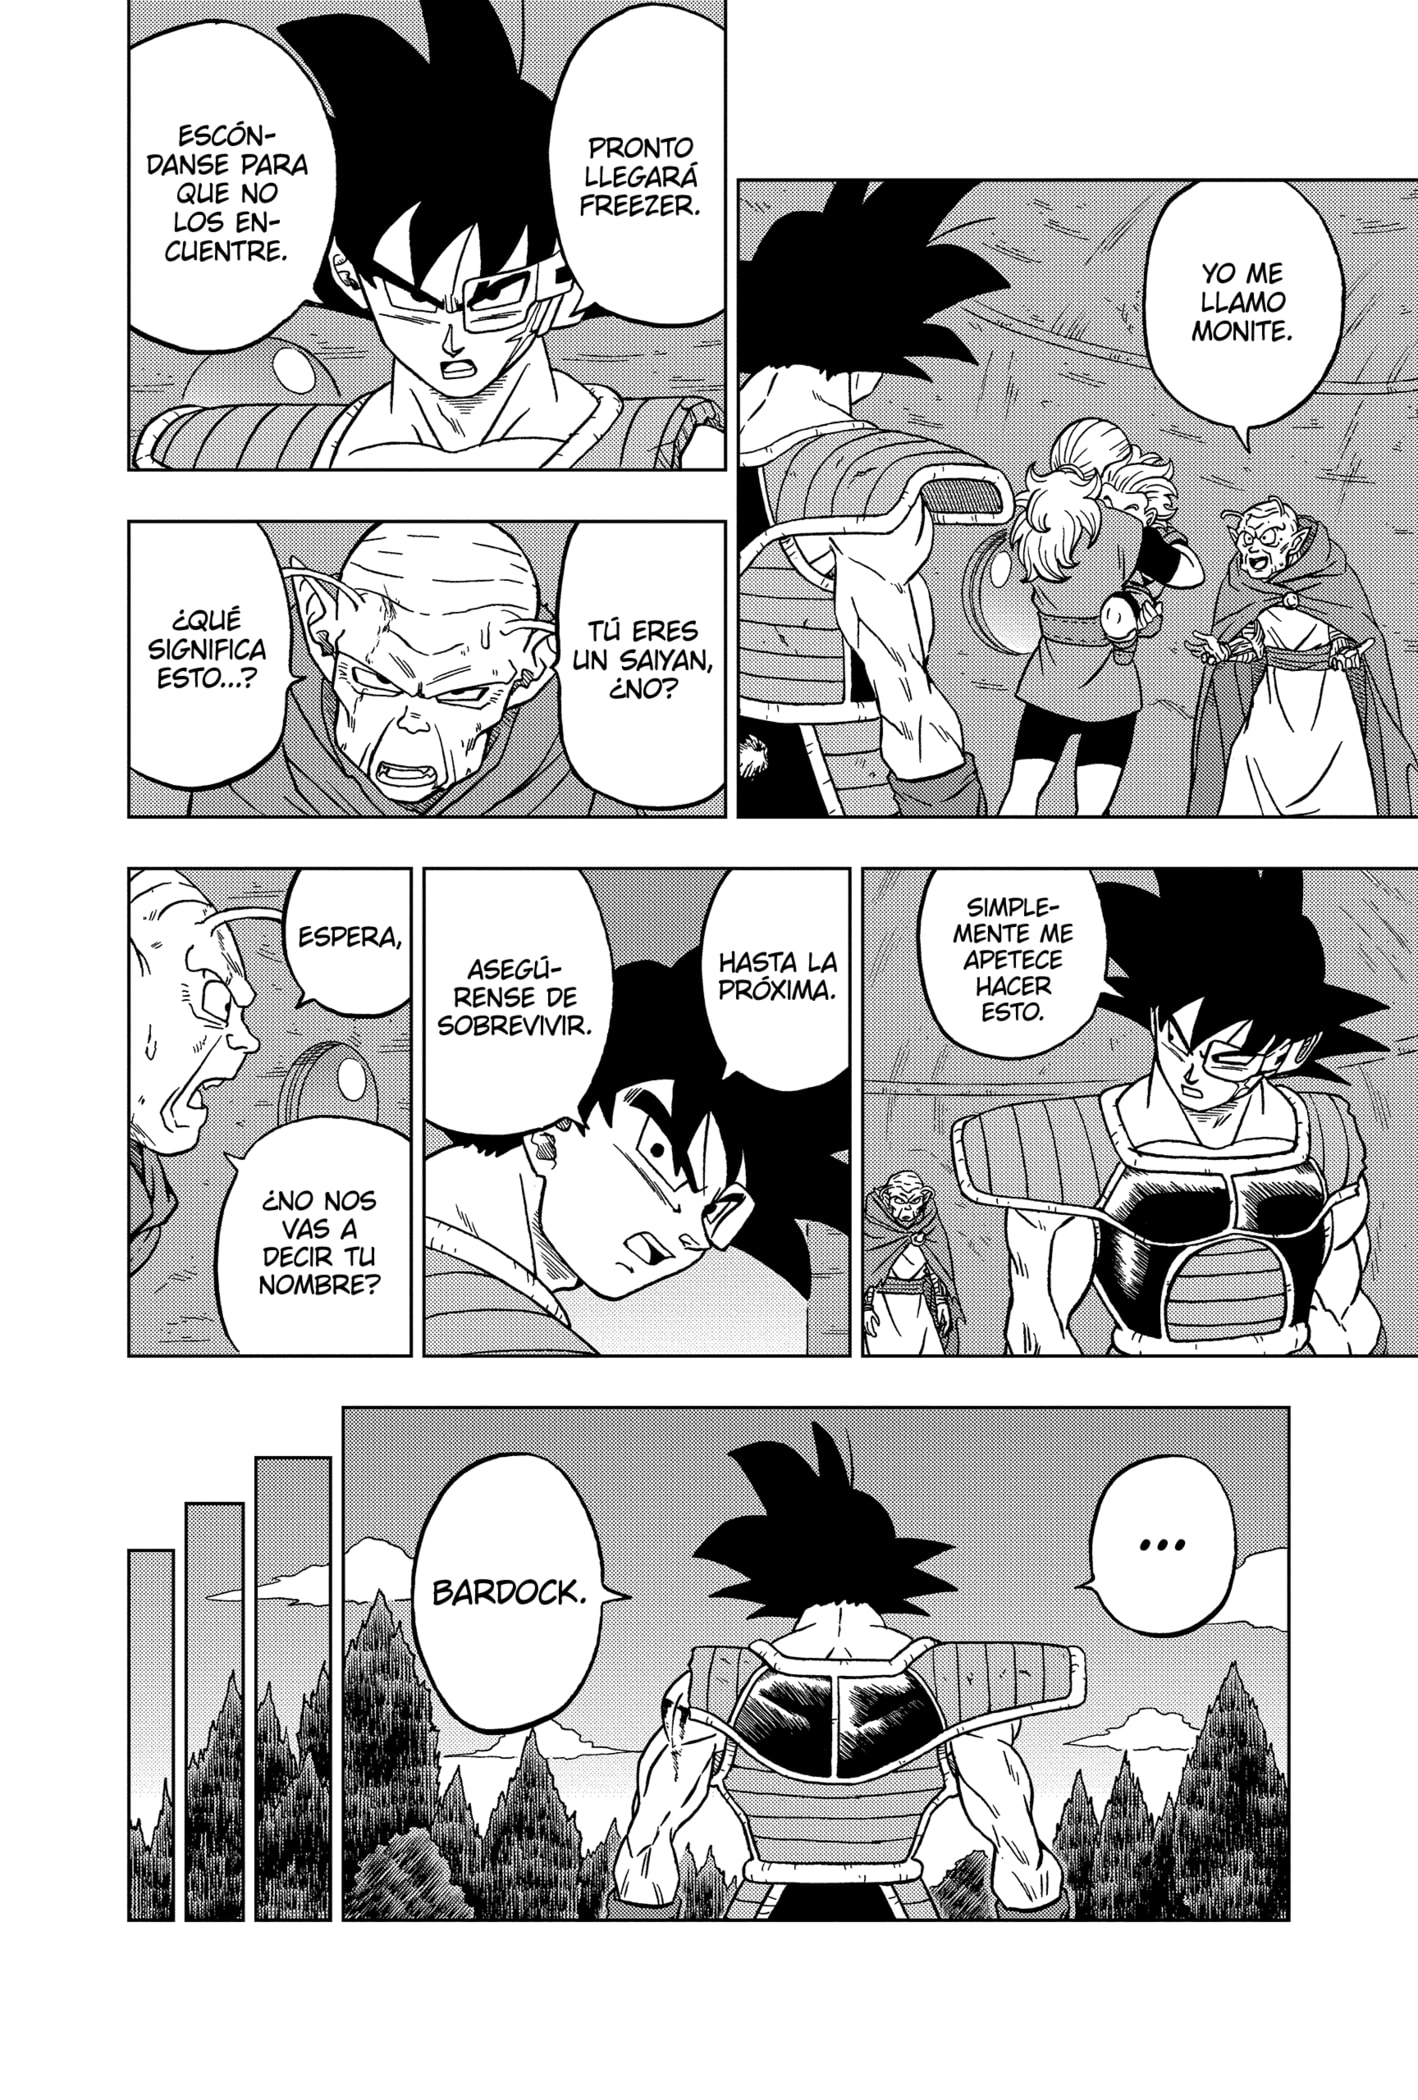 YO ME
LLAMO
MONITE.
PRONTO
LLEGARÁ
FREEZER.
ESCÓN-
DANSE PARA
QUE NO
LOS EN-
CUENTRE.
TÚ ERES
UN SAIYAN,
¿NO?
¿QUÉ
SIGNIFICA
ESTO...?
SIMPLE-
MENTE ME
APETECE
HACER
ESTO.
HASTA LA
PRÓXIMA.
ASEGÚ-
RENSE DE
SOBREVIVIR.
ESPERA,
¿NO NOS
VAS A
DECIR TU
NOMBRE?
...
BARDOCK.